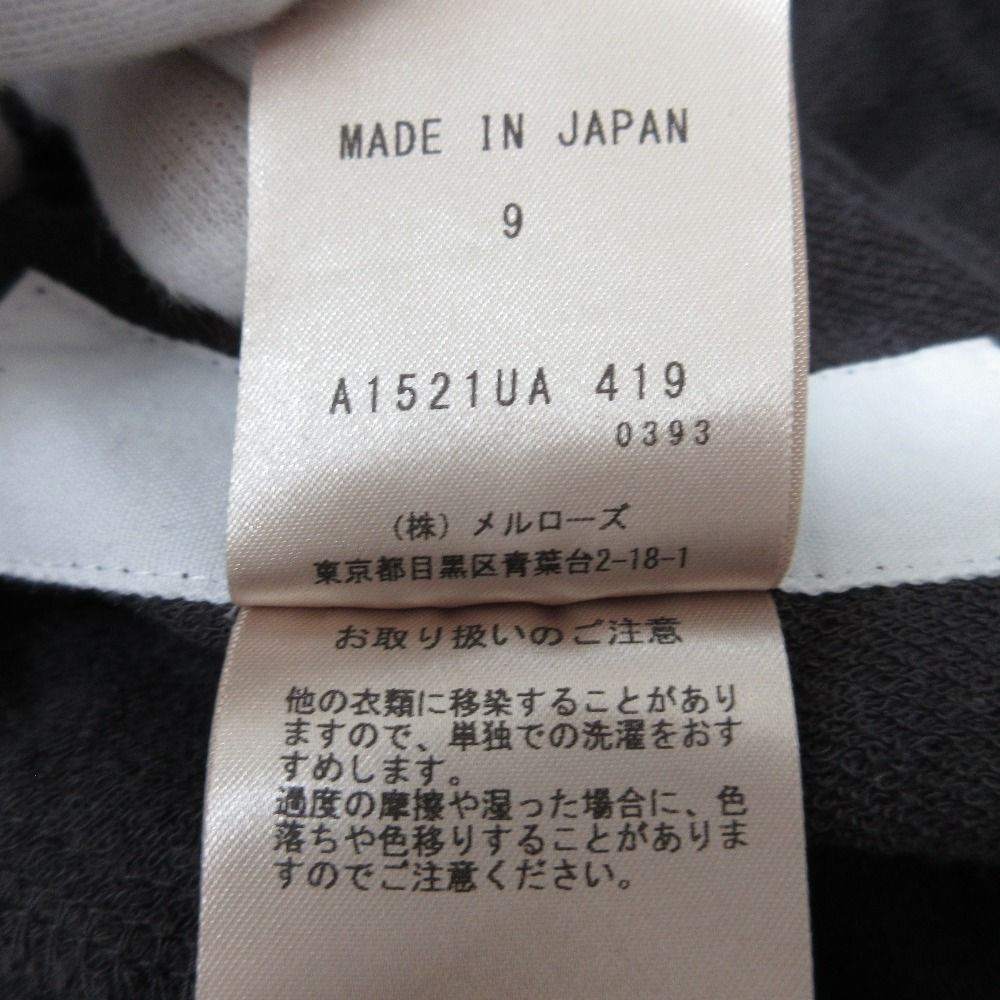 MADE IN JAPAN
9
A1521UA 419
0393
(株) メルローズ
東京都目黒区青葉台2-18-1
お取り扱いのご注意
他の衣類に移染することがあり
ますので、単独での洗濯をおす
すめします。
過度の摩擦や湿った場合に、色
落ちや色移りすることがありま
すのでご注意ください。